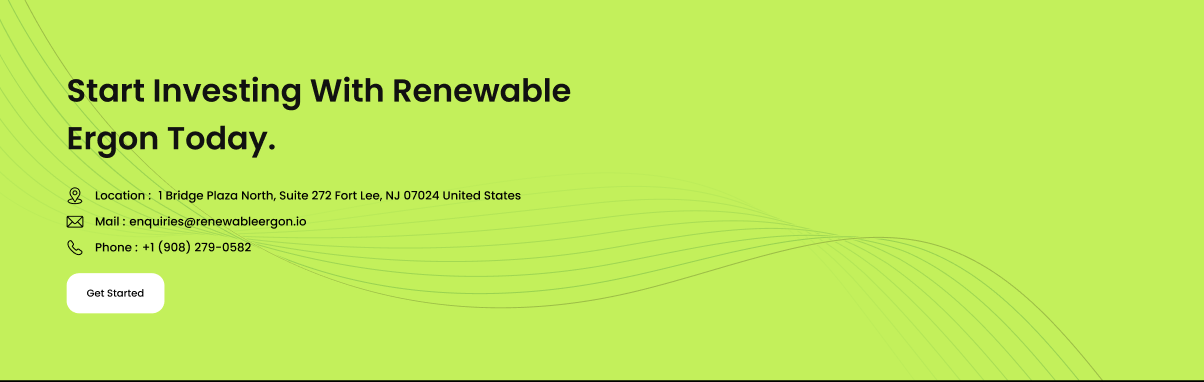 Start Investing With Renewable
Ergon Today.
Location : 1 Bridge Plaza North, Suite 272 Fort Lee, NJ 07024 United States
Mail : enquiries@renewableergon.io
Phone : +1 (908) 279-0582
Get Started